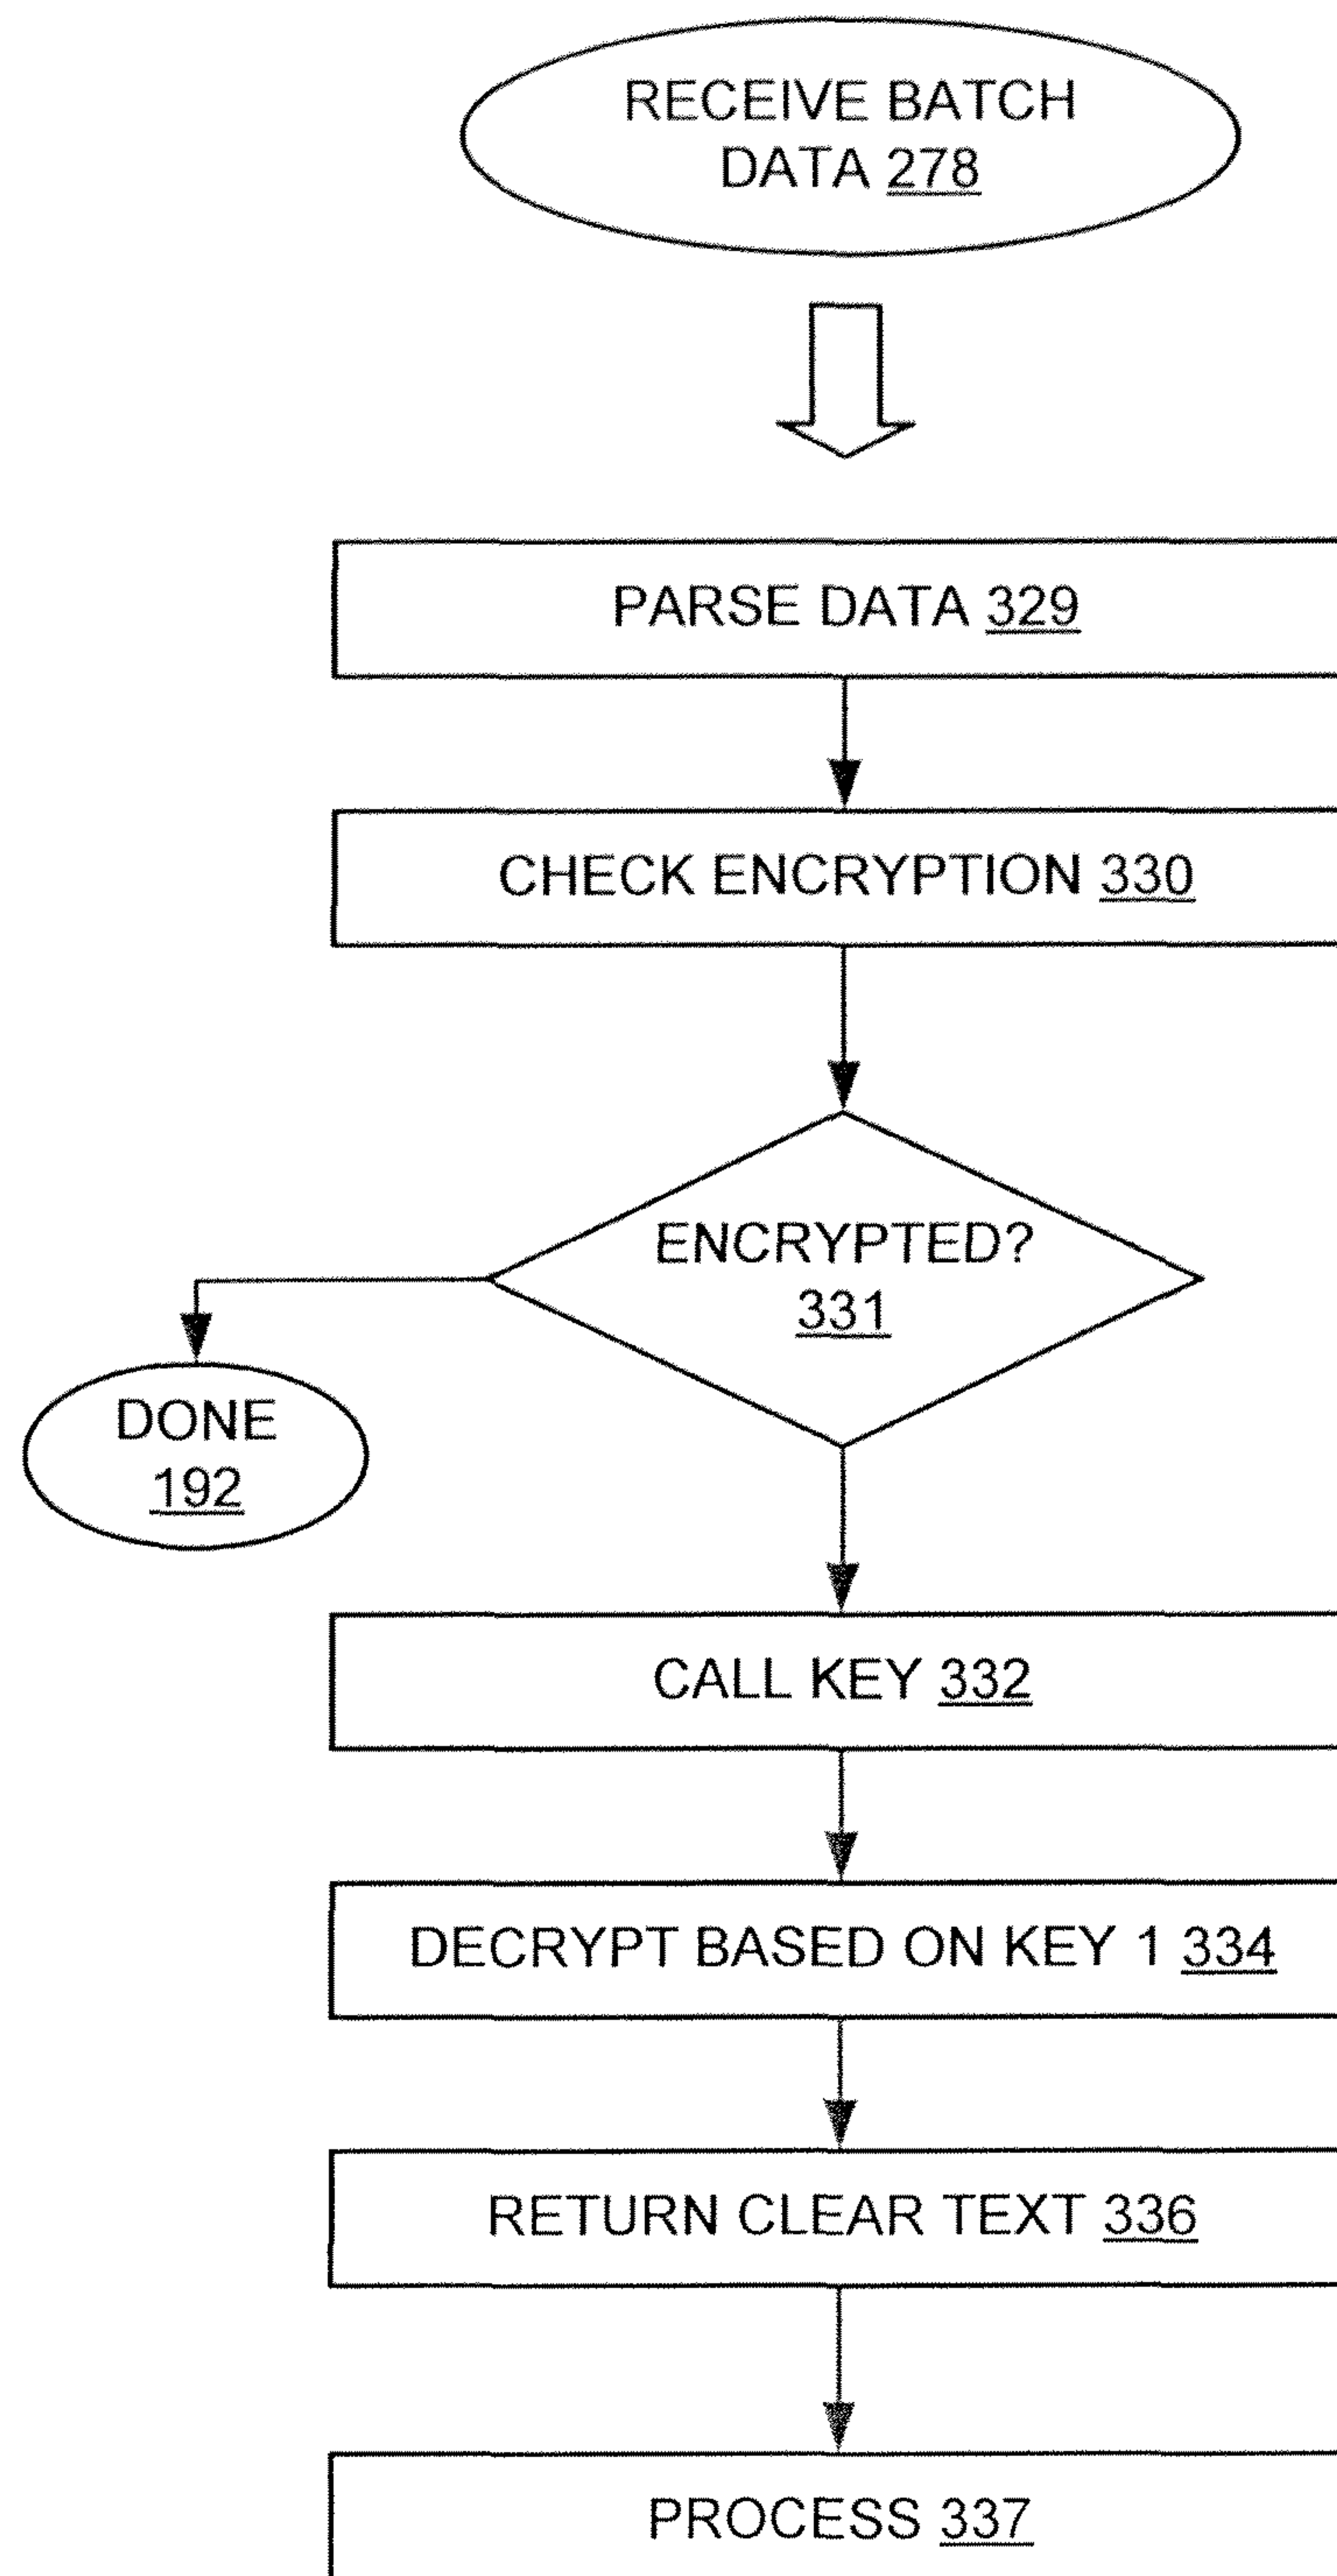 RECEIVE BATCH
DATA 278
PARSE DATA 329
CHECK ENCRYPTION 330
ENCRYPTED?
331
DONE
192
CALL KEY 332
DECRYPT BASED ON KEY 1 334
RETURN CLEAR TEXT 336
PROCESS 337